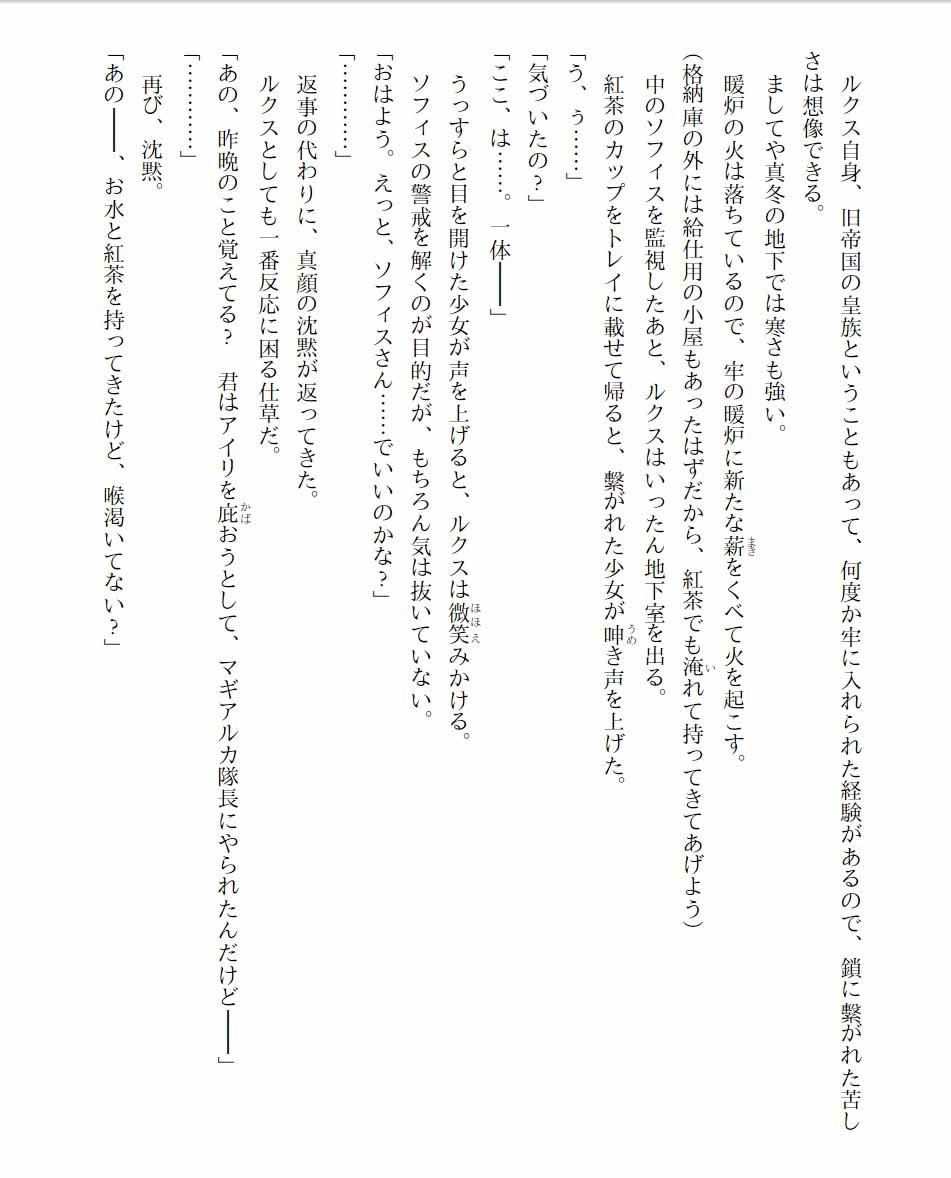 ルクス自身、旧帝国の皇族ということもあって、何度か牢に入れられた経験があるので、鎖に繋がれた苦し
さは想像できる。
ましてや真冬の地下では寒さも強い。
暖炉の火は落ちているので、牢の暖炉に新たな薪をくべて火を起こす。
（格納庫の外には給仕用の小屋もあったはずだから、紅茶でも淹れて持ってきてあげよう）
中のソフィスを監視したあと、ルクスはいったん地下室を出る。
紅茶のカップをトレイに載せて帰ると、繋がれた少女が呻き声を上げた。
「う、ぅ……」
「気づいたの？」
「ここ、は……。一体――」
うっすらと目を開けた少女が声を上げると、ルクスは微笑みかける。
ソフィスの警戒を解くのが目的だが、もちろん気は抜いていない。
「おはよう。えっと、ソフィスさん……でいいのかな？」
「…………」
返事の代わりに、真顔の沈黙が返ってきた。
ルクスとしても一番反応に困る仕草だ。
「あの、昨晩のこと覚えてる？　君はアイリを庇おうとして、マギアルカ隊長にやられたんだけど――」
「…………」
再び、沈黙。
「あの――、お水と紅茶を持ってきたけど、喉渇いてない？」